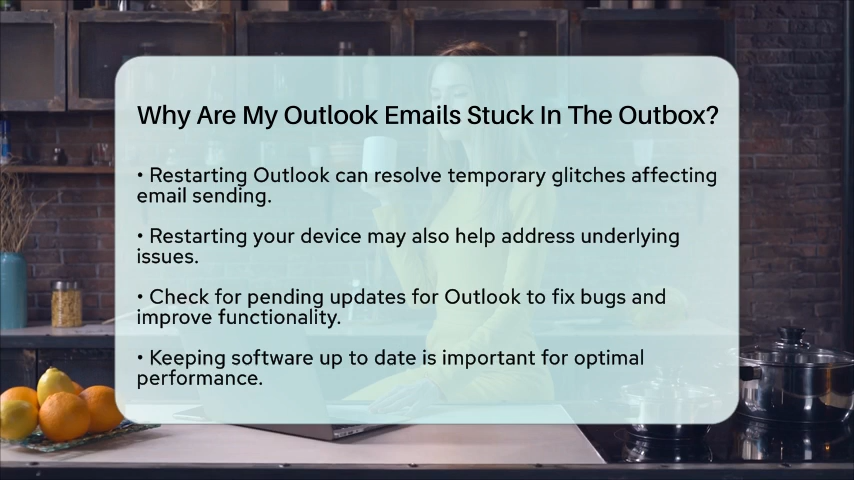 Why Are My Outlook Emails Stuck In The Outbox?
• Restarting Outlook can resolve temporary glitches affecting
email sending.
• Restarting your device may also help address underlying
issues.
• Check for pending updates for Outlook to fix bugs and
improve functionality.
• Keeping software up to date is important for optimal
performance.